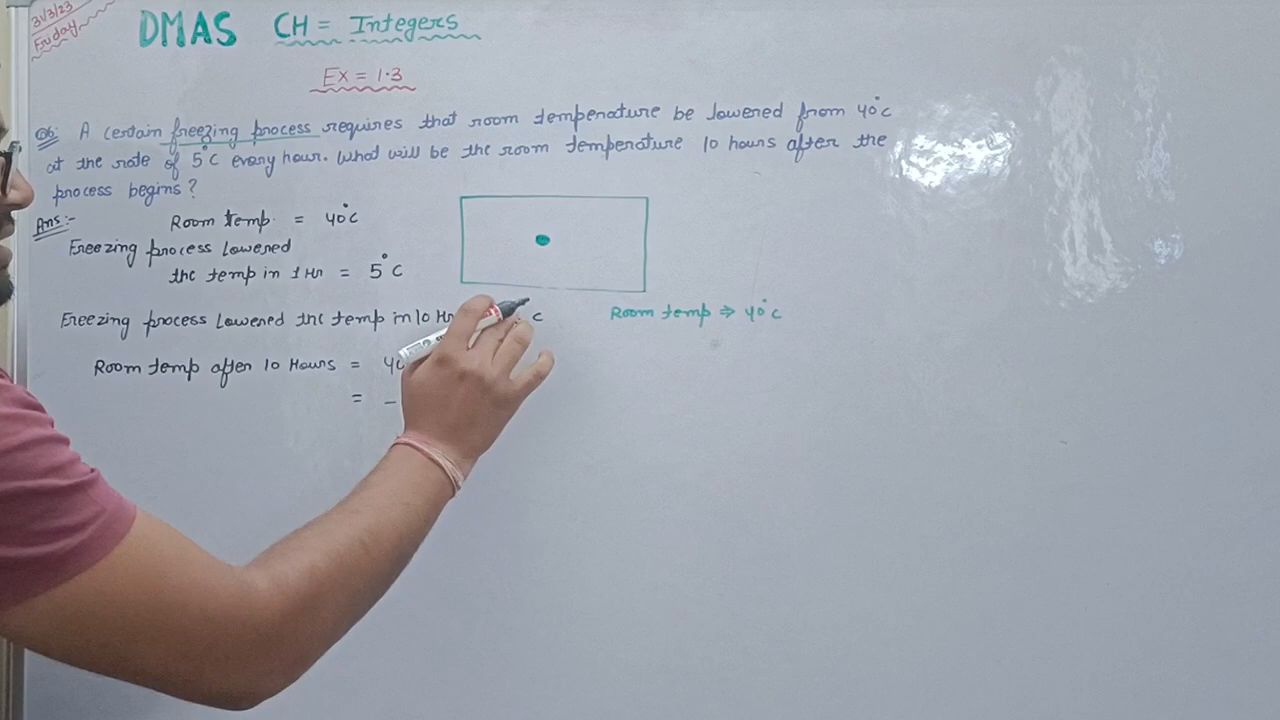 31/3/23
Friday
DMAS CH = Integers
Ex = 1.3
Q6: A certain freezing process requires that room temperature be lowered from 40°C
at the rate of 5°C every hour. What will be the room temperature 10 hours after the
process begins?
Ans:-
Room temp. = 40°C
Freezing process Lowered
the temp in 1 Hr = 5°C
Freezing process Lowered the temp in 10 Hr C
Room temp ⇒ 40°C
Room temp after 10 Hours = 40
= -